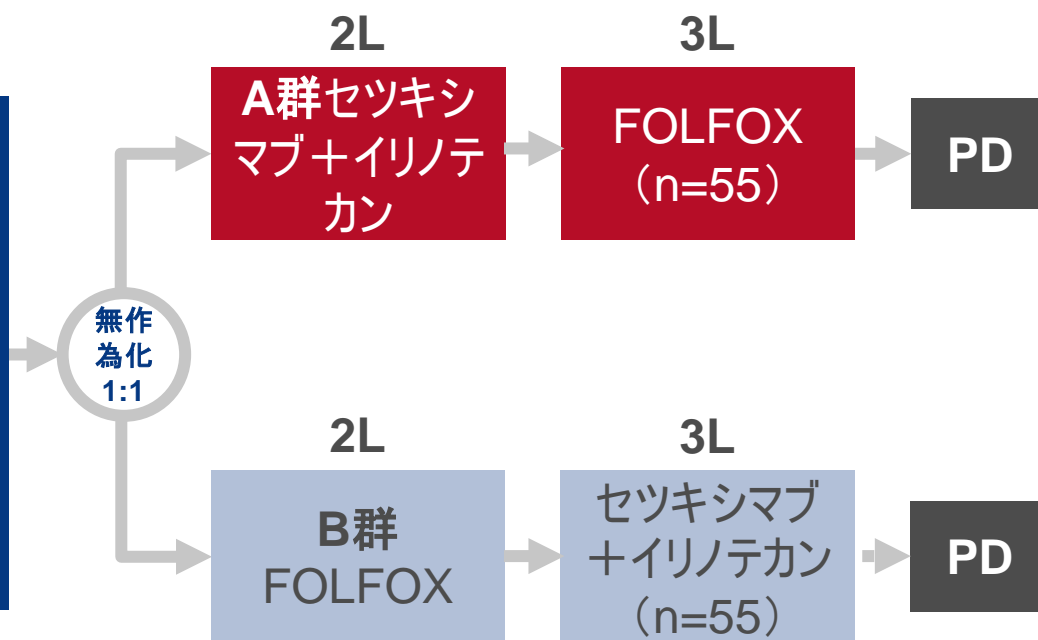 2L
3L
A群セツキシ
マブ＋イリノテ
カン
FOLFOX
（n=55）
PD
無作
為化
1:1
2L
3L
B群
FOLFOX
セツキシマブ
＋イリノテカン
（n=55）
PD